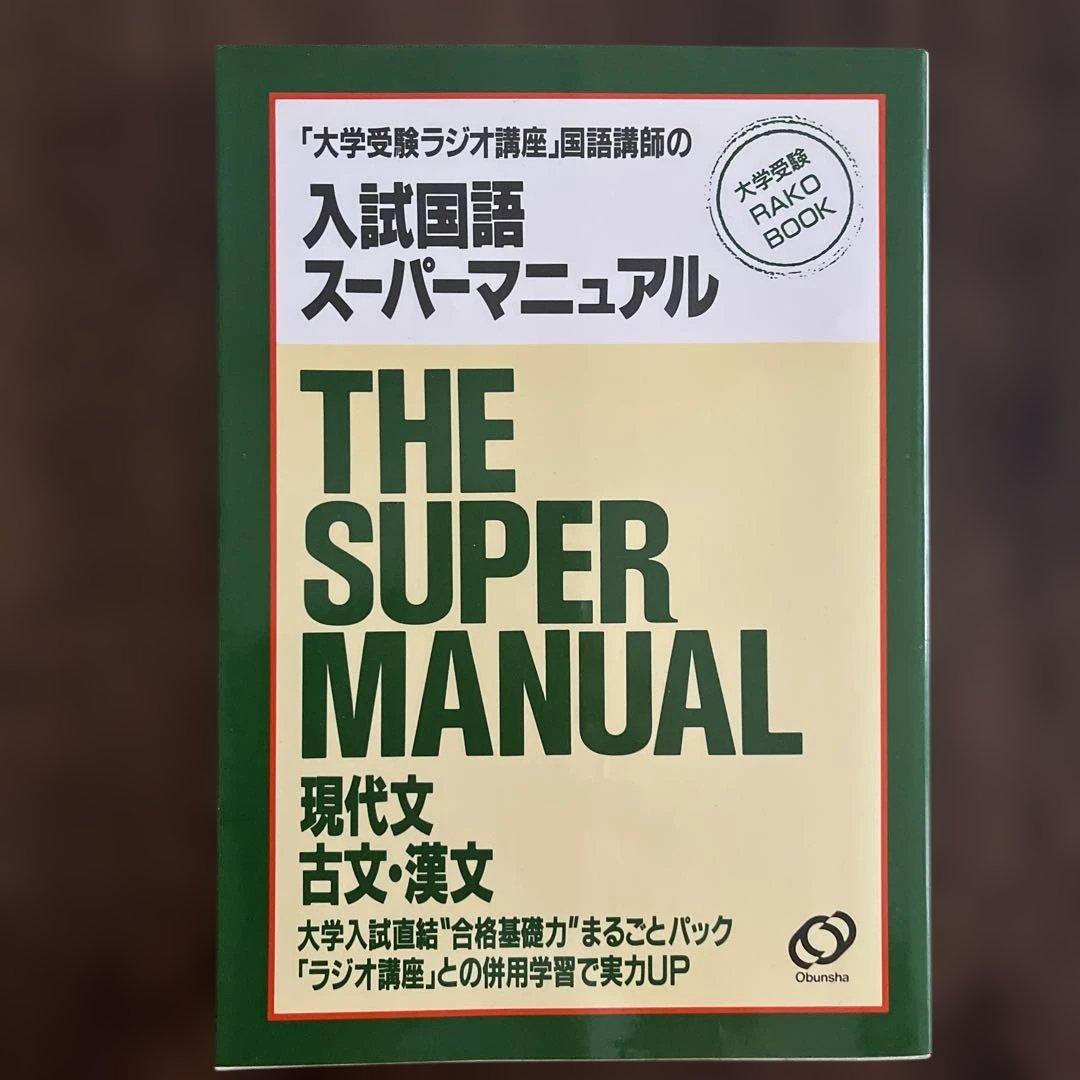 「大学受験ラジオ講座」国語講師の
入試国語
スーパーマニュアル
大学受験
RAKO
BOOK
THE
SUPER
MANUAL
現代文
古文・漢文
大学入試直結"合格基礎力"まるごとパック
「ラジオ講座」との併用学習で実力UP
Obunsha